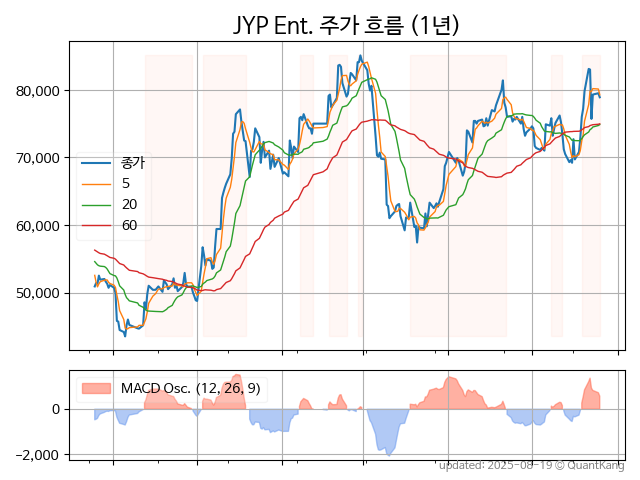 JYP Ent. 주가 흐름 (1년)
80,000
70,000
60,000
50,000
종가
5
20
60
MACD Osc. (12, 26, 9)
0
−2,000
updated: 2025-08-19 © QuantKang